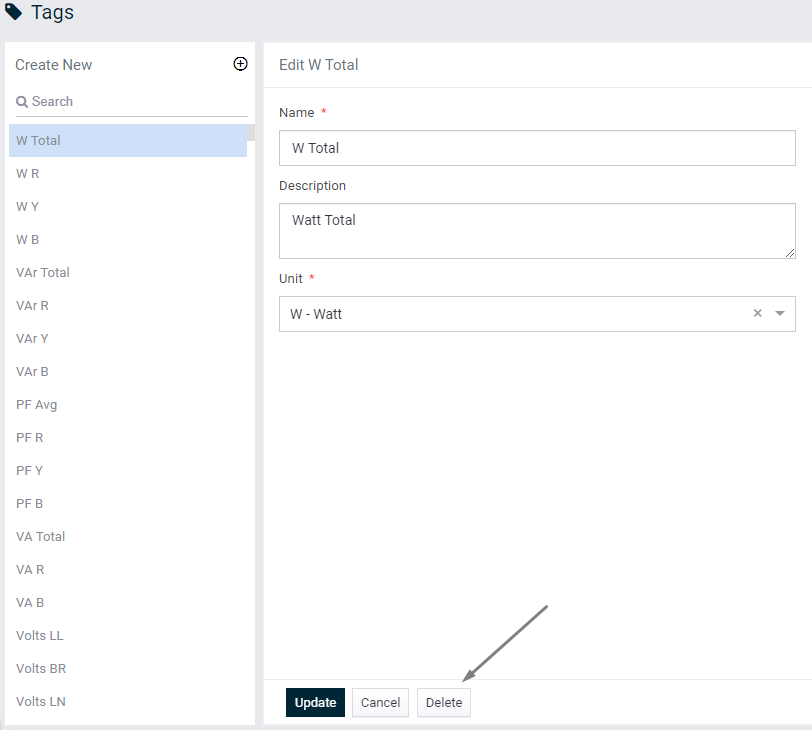 Tags
Create New
Search
W Total
W R
W Y
W B
VAr Total
VAr R
VAr Y
VAr B
PF Avg
PF R
PF Y
PF B
VA Total
VA R
VA B
Volts LL
Volts BR
Volts LN
Edit W Total
Name *
W Total
Description
Watt Total
Unit *
W - Watt
Update Cancel Delete